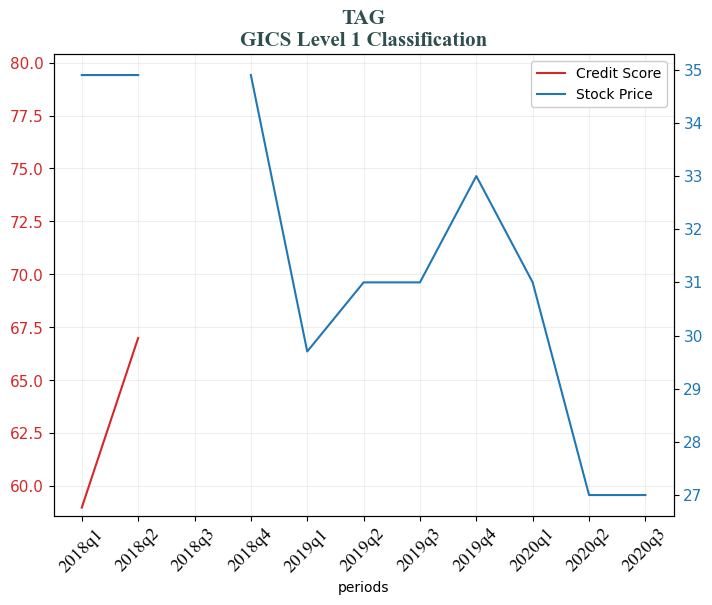 TAG
GICS Level 1 Classification
Credit Score
Stock Price
80.0
77.5
75.0
72.5
70.0
67.5
65.0
62.5
60.0
35
34
33
32
31
30
29
28
27
2018q1
2018q2
2018q3
2018q4
2019q1
2019q2
2019q3
2019q4
2020q1
2020q2
2020q3
periods